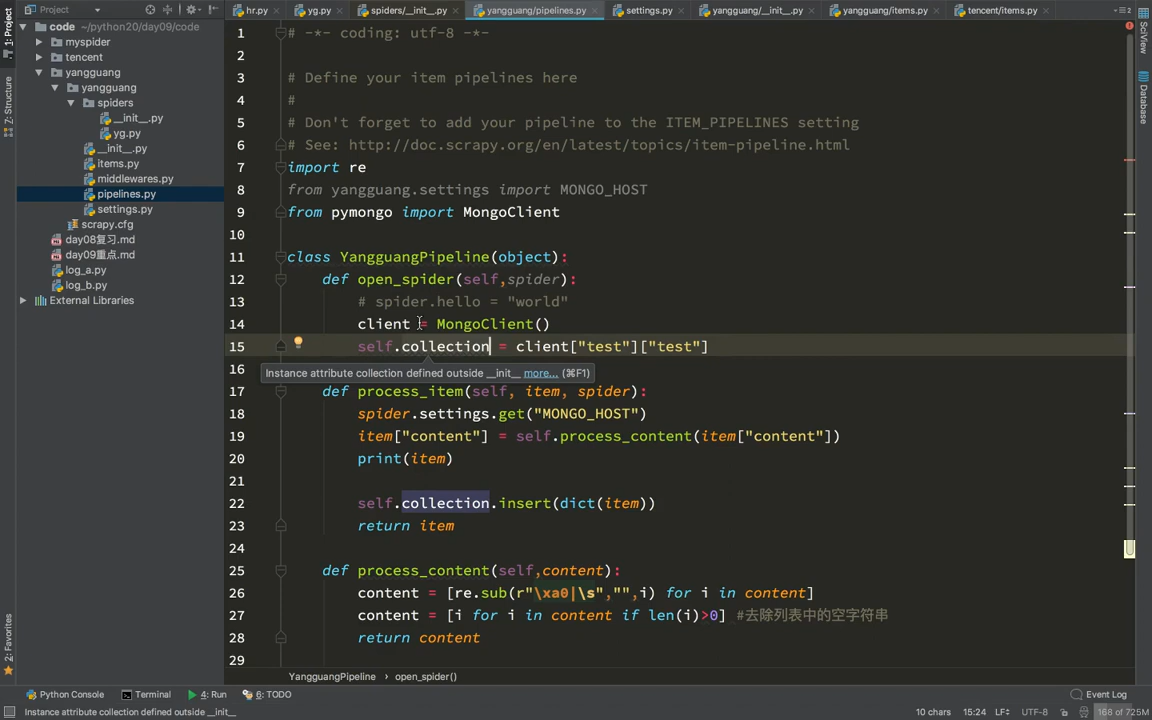 Project
hr.py
yg.py
spiders/__init__.py
yangguang/pipelines.py
settings.py
yangguang/__init__.py
yangguang/items.py
tencent/items.py
2
1: Project
Z: Structure
2: Favorites
SciView
Database
code ~/python20/day09/code
myspider
tencent
yangguang
yangguang
spiders
__init__.py
yg.py
__init__.py
items.py
middlewares.py
pipelines.py
settings.py
scrapy.cfg
day08复习.md
day09重点.md
log_a.py
log_b.py
External Libraries
1 # -*- coding: utf-8 -*-
2
3 # Define your item pipelines here
4 #
5 # Don't forget to add your pipeline to the ITEM_PIPELINES setting
6 # See: http://doc.scrapy.org/en/latest/topics/item-pipeline.html
7 import re
8 from yangguang.settings import MONGO_HOST
9 from pymongo import MongoClient
10
11 class YangguangPipeline(object):
12 def open_spider(self,spider):
13 # spider.hello = "world"
14 client = MongoClient()
15 self.collection = client["test"]["test"]
16
Instance attribute collection defined outside __init__ more... (⌘F1)
17 def process_item(self, item, spider):
18 spider.settings.get("MONGO_HOST")
19 item["content"] = self.process_content(item["content"])
20 print(item)
21
22 self.collection.insert(dict(item))
23 return item
24
25 def process_content(self,content):
26 content = [re.sub(r"\xa0|\s","",i) for i in content]
27 content = [i for i in content if len(i)>0] #去除列表中的空字符串
28 return content
29
YangguangPipeline open_spider()
Python Console Terminal 4: Run 6: TODO Event Log
Instance attribute collection defined outside __init__ 10 chars 15:24 LF÷ UTF-8 168 of 725M